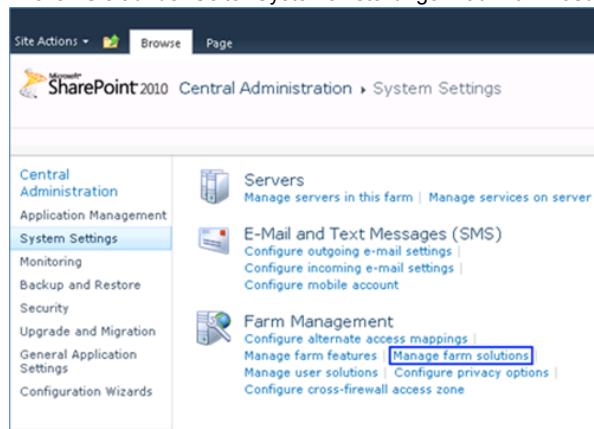 Site Actions Browse Page
Microsoft
SharePoint 2010 Central Administration System Settings
Central
Administration
Application Management
System Settings
Monitoring
Backup and Restore
Security
Upgrade and Migration
General Application
Settings
Configuration Wizards
Servers
Manage servers in this farm | Manage services on server
E-Mail and Text Messages (SMS)
Configure outgoing e-mail settings |
Configure incoming e-mail settings |
Configure mobile account
Farm Management
Configure alternate access mappings |
Manage farm features | Manage farm solutions |
Manage user solutions | Configure privacy options |
Configure cross-firewall access zone